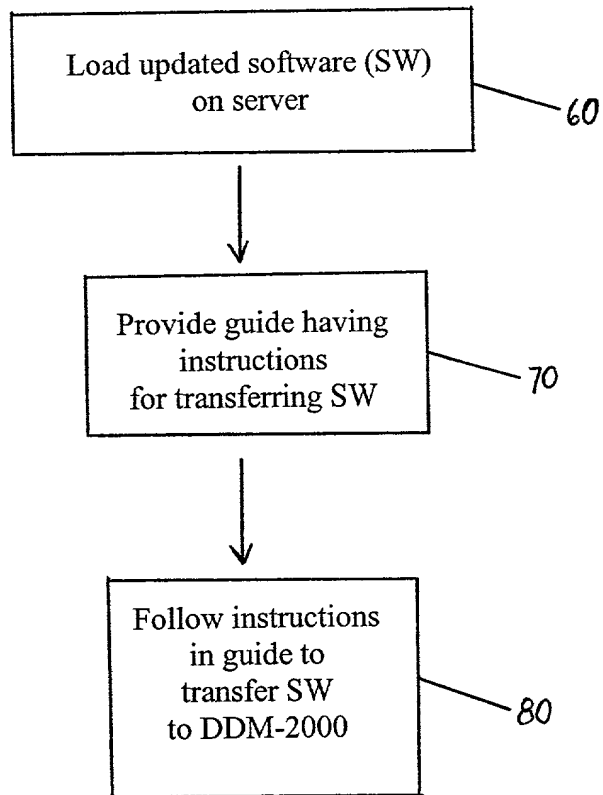 Load updated software (SW)
on server
60
Provide guide having
instructions
for transferring SW
70
Follow instructions
in guide to
transfer SW
to DDM-2000
80